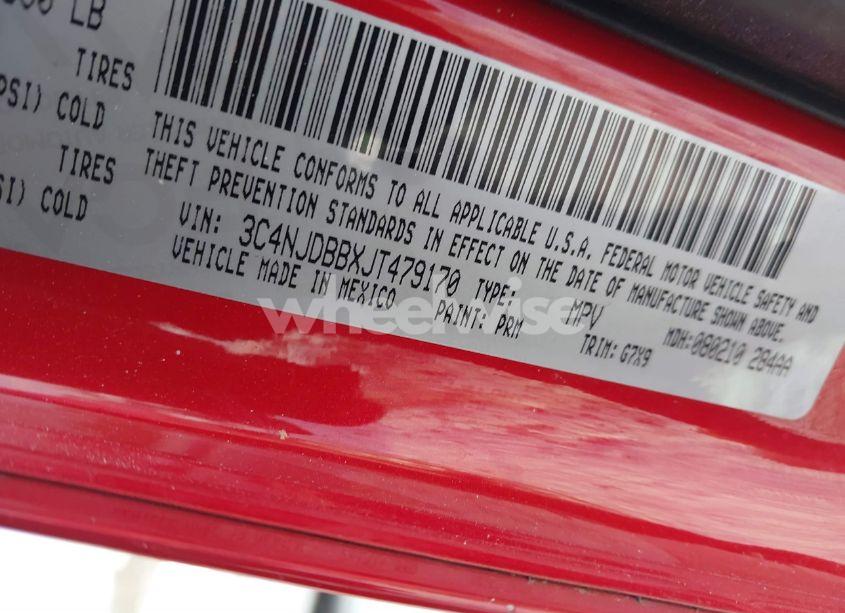 LB
TIRES
PSI) COLD
TIRES
SI) COLD
THIS VEHICLE CONFORMS TO ALL APPLICABLE U.S.A. FEDERAL MOTOR VEHICLE SAFETY AND
THEFT PREVENTION STANDARDS IN EFFECT ON THE DATE OF MANUFACTURE SHOWN ABOVE.
VIN: 3C4NJDBBXJT479170 TYPE: MPV MDH:080210 284AA
VEHICLE MADE IN MEXICO PAINT: PRM TRIM: G7X9
wheelwise